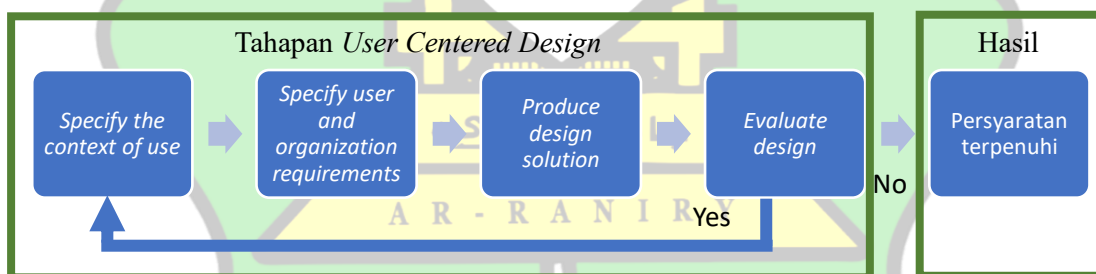 Tahapan User Centered Design
Hasil
Specify the
context of use
Specify user
and
organization
requirements
Produce
design
solution
Evaluate
design
Persyaratan
terpenuhi
No
Yes
A R - R A N I R Y